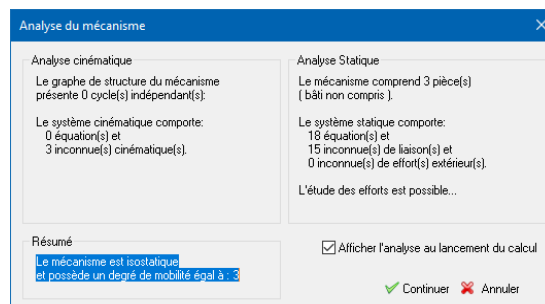 Analyse du mécanisme
Analyse cinématique
Le graphe de structure du mécanisme
présente 0 cycle(s) indépendant(s):
Le système cinématique comporte:
0 équation(s) et
3 inconnue(s) cinématique(s).
Analyse Statique
Le mécanisme comprend 3 pièce(s)
( bâti non compris ).
Le système statique comporte:
18 équation(s) et
15 inconnue(s) de liaison(s) et
0 inconnue(s) de effort(s) extérieur(s).
L'étude des efforts est possible...
Résumé
Le mécanisme est isostatique
et possède un degré de mobilité égal à : 3
Afficher l'analyse au lancement du calcul
Continuer Annuler